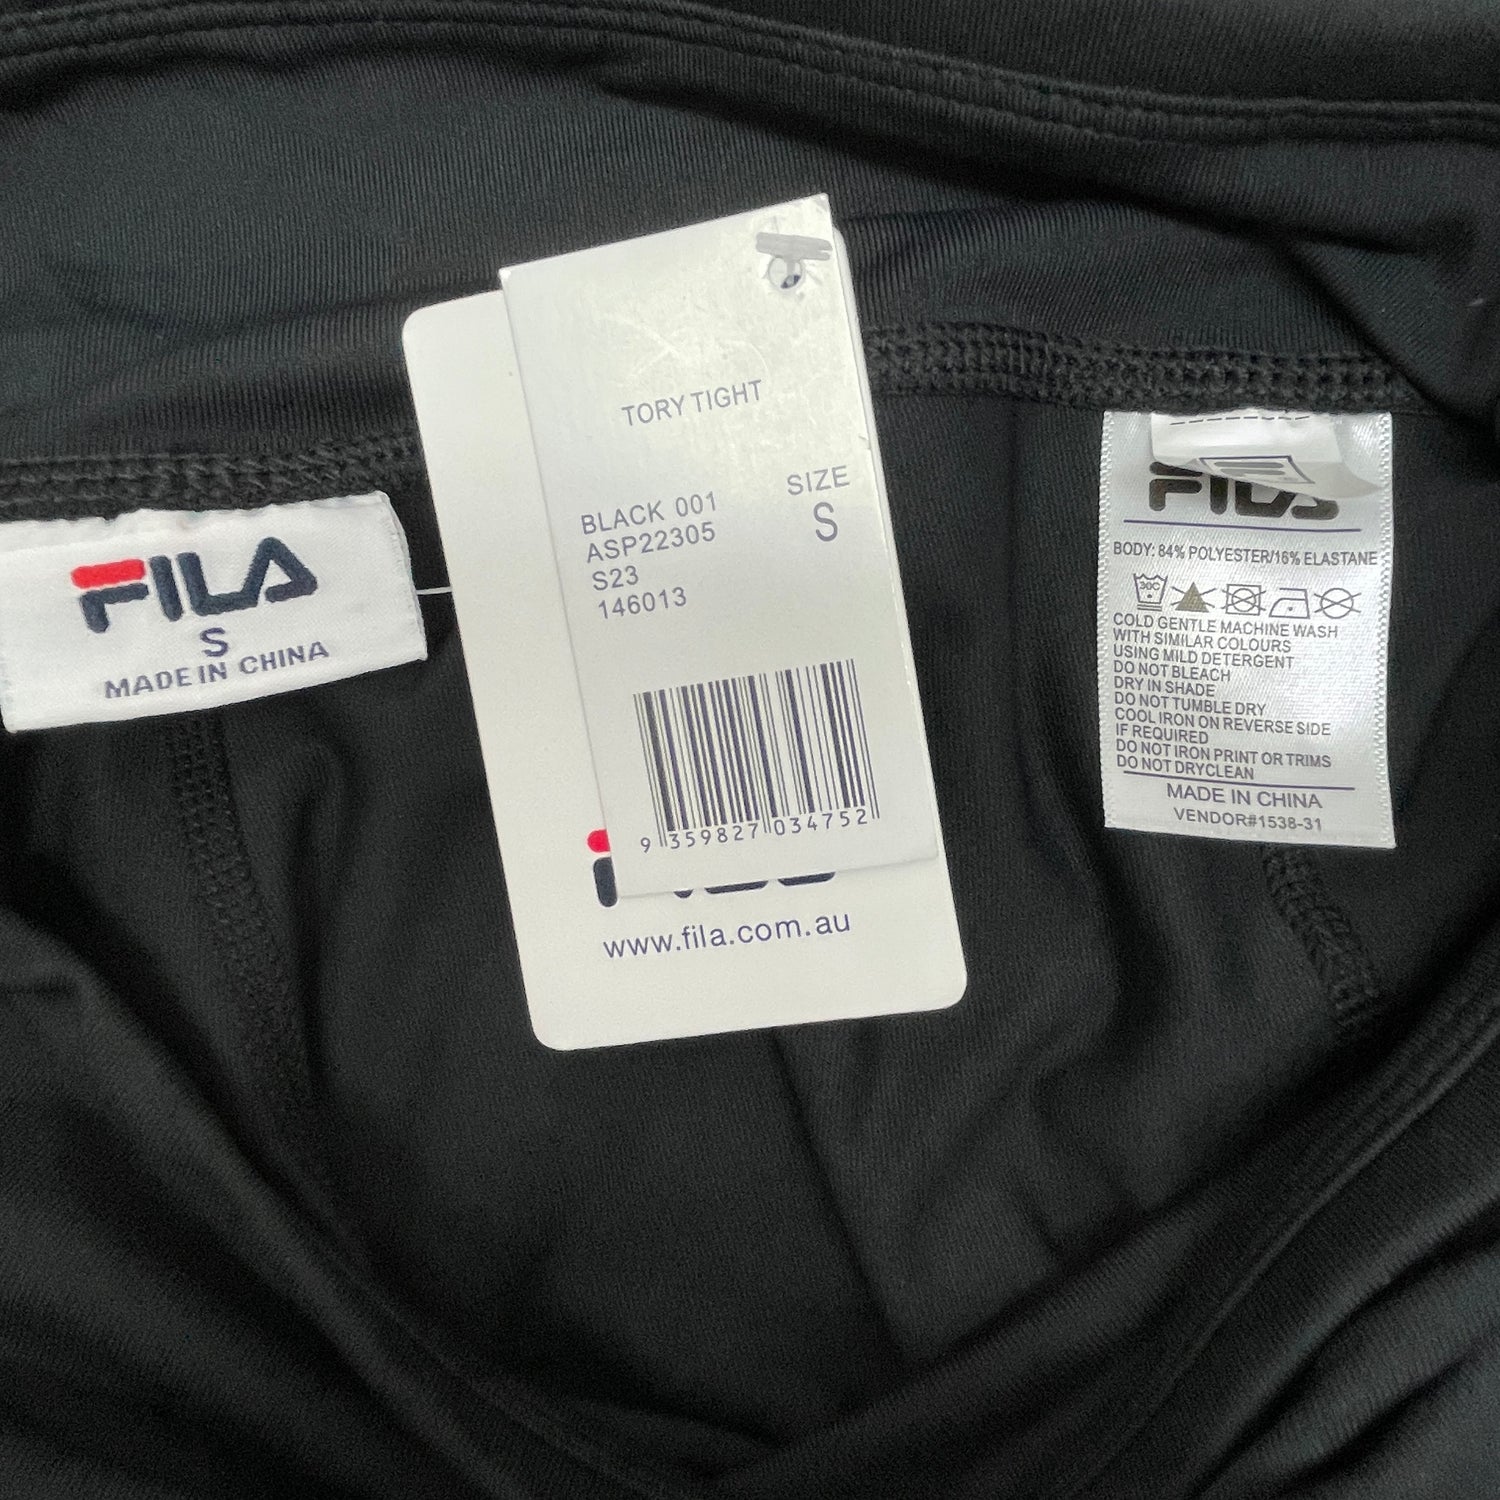 FILA
S
MADE IN CHINA
TORY TIGHT
BLACK 001
ASP22305
S23
146013
SIZE
S
9 359827 034752
www.fila.com.au
FILA
BODY: 84% POLYESTER/16% ELASTANE
30C
COLD GENTLE MACHINE WASH
WITH SIMILAR COLOURS
USING MILD DETERGENT
DO NOT BLEACH
DRY IN SHADE
DO NOT TUMBLE DRY
COOL IRON ON REVERSE SIDE
IF REQUIRED
DO NOT IRON PRINT OR TRIMS
DO NOT DRYCLEAN
MADE IN CHINA
VENDOR#1538-31